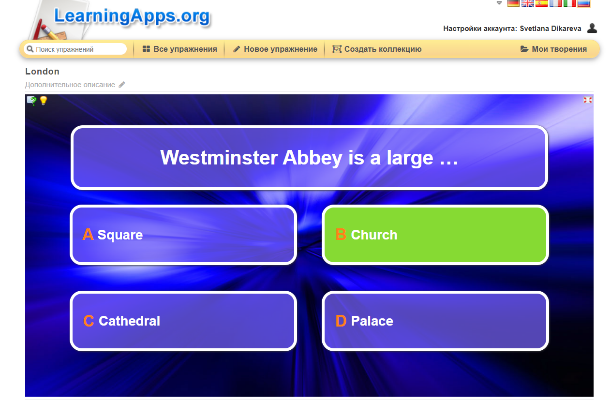 LearningApps.org
Настройки аккаунта: Svetlana Dikareva
Поиск упражнений
Все упражнения
Новое упражнение
Создать коллекцию
Мои творения
London
Дополнительное описание
Westminster Abbey is a large …
A Square
B Church
C Cathedral
D Palace